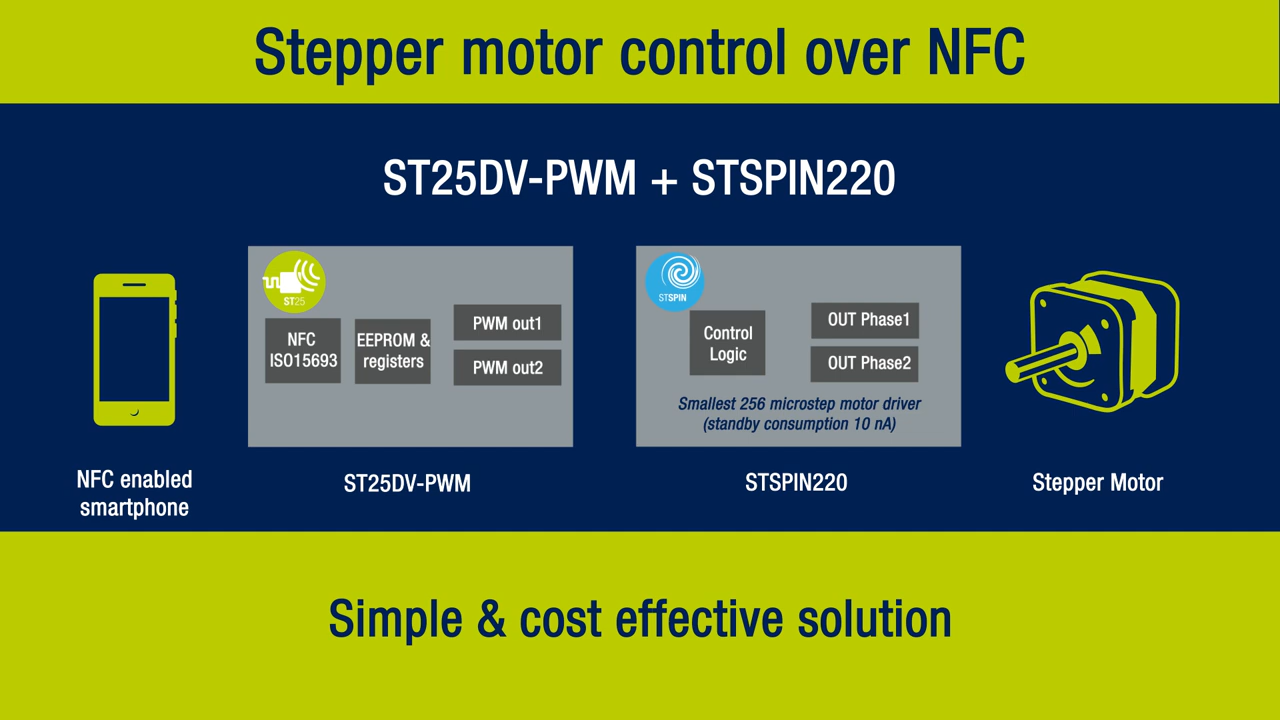 Stepper motor control over NFC
ST25DV-PWM + STSPIN220
ST25
NFC
ISO15693
EEPROM &
registers
PWM out1
PWM out2
STSPIN
Control
Logic
OUT Phase1
OUT Phase2
Smallest 256 microstep motor driver
(standby consumption 10 nA)
NFC enabled
smartphone
ST25DV-PWM
STSPIN220
Stepper Motor
Simple & cost effective solution